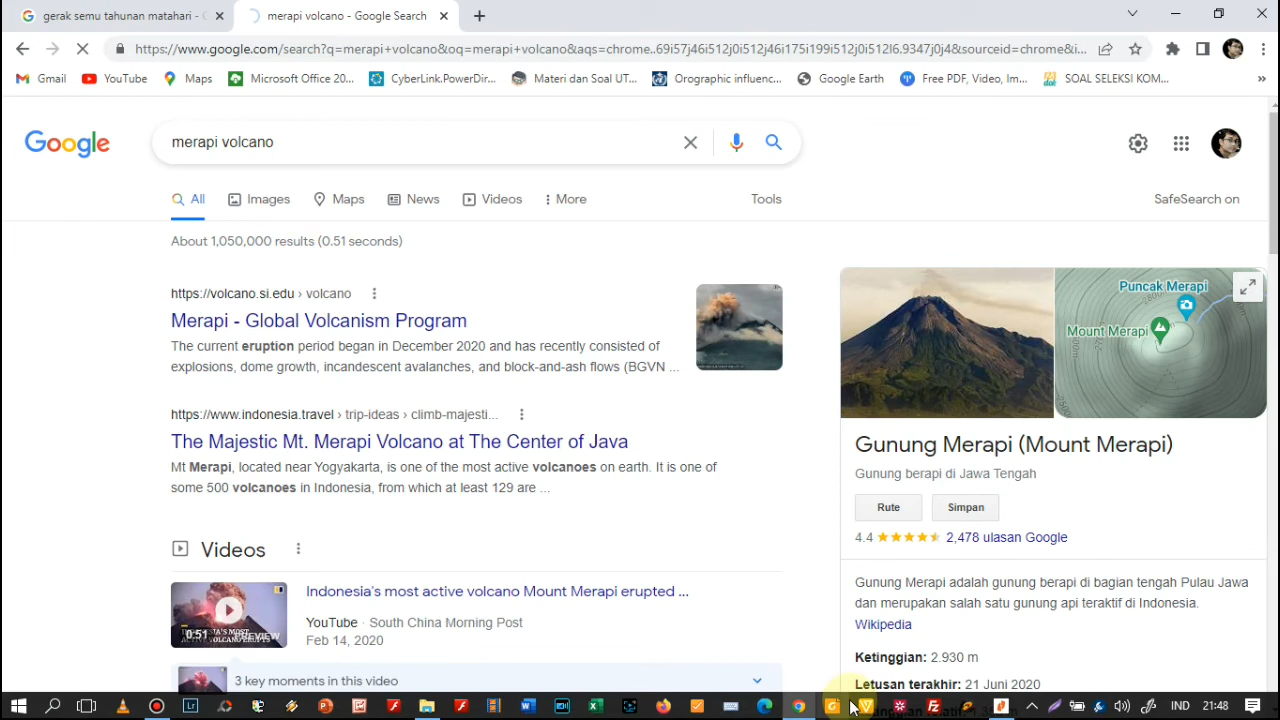 gerak semu tahunan matahari - G
merapi volcano - Google Search
https://www.google.com/search?q=merapi+volcano&oq=merapi+volcano&aqs=chrome..69i57j46i512j0i512j46i175i199i512j0i512l6.9347j0j4&sourceid=chrome&i...
Gmail
YouTube
Maps
Microsoft Office 20...
CyberLink.PowerDir...
Materi dan Soal UT...
Orographic influenc...
Google Earth
Free PDF, Video, Im...
SOAL SELEKSI KOM...
»
Google
merapi volcano
All
Images
Maps
News
Videos
More
Tools
SafeSearch on
About 1,050,000 results (0.51 seconds)
https://volcano.si.edu › volcano
Merapi - Global Volcanism Program
The current eruption period began in December 2020 and has recently consisted of
explosions, dome growth, incandescent avalanches, and block-and-ash flows (BGVN ...
https://www.indonesia.travel › trip-ideas › climb-majesti...
The Majestic Mt. Merapi Volcano at The Center of Java
Mt Merapi, located near Yogyakarta, is one of the most active volcanoes on earth. It is one of
some 500 volcanoes in Indonesia, from which at least 129 are ...
Videos
0:51
PREVIEW
Indonesia's most active volcano Mount Merapi erupted ...
YouTube · South China Morning Post
Feb 14, 2020
3 key moments in this video
Puncak Merapi
Mount Merapi
Gunung Merapi (Mount Merapi)
Gunung berapi di Jawa Tengah
Rute
Simpan
4.4
2,478 ulasan Google
Gunung Merapi adalah gunung berapi di bagian tengah Pulau Jawa
dan merupakan salah satu gunung api teraktif di Indonesia.
Wikipedia
Ketinggian: 2.930 m
Letusan terakhir: 21 Juni 2020
IND
21:48